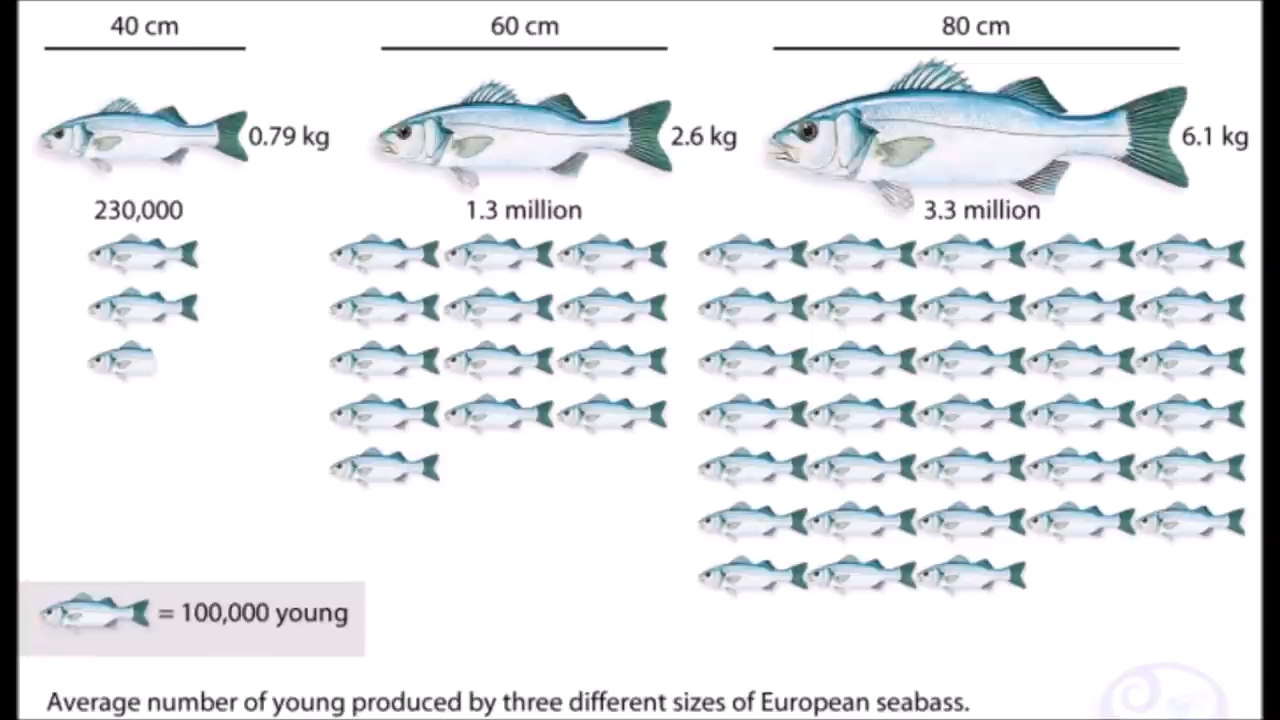 40 cm
60 cm
80 cm
0.79 kg
2.6 kg
6.1 kg
230,000
1.3 million
3.3 million
= 100,000 young
Average number of young produced by three different sizes of European seabass.